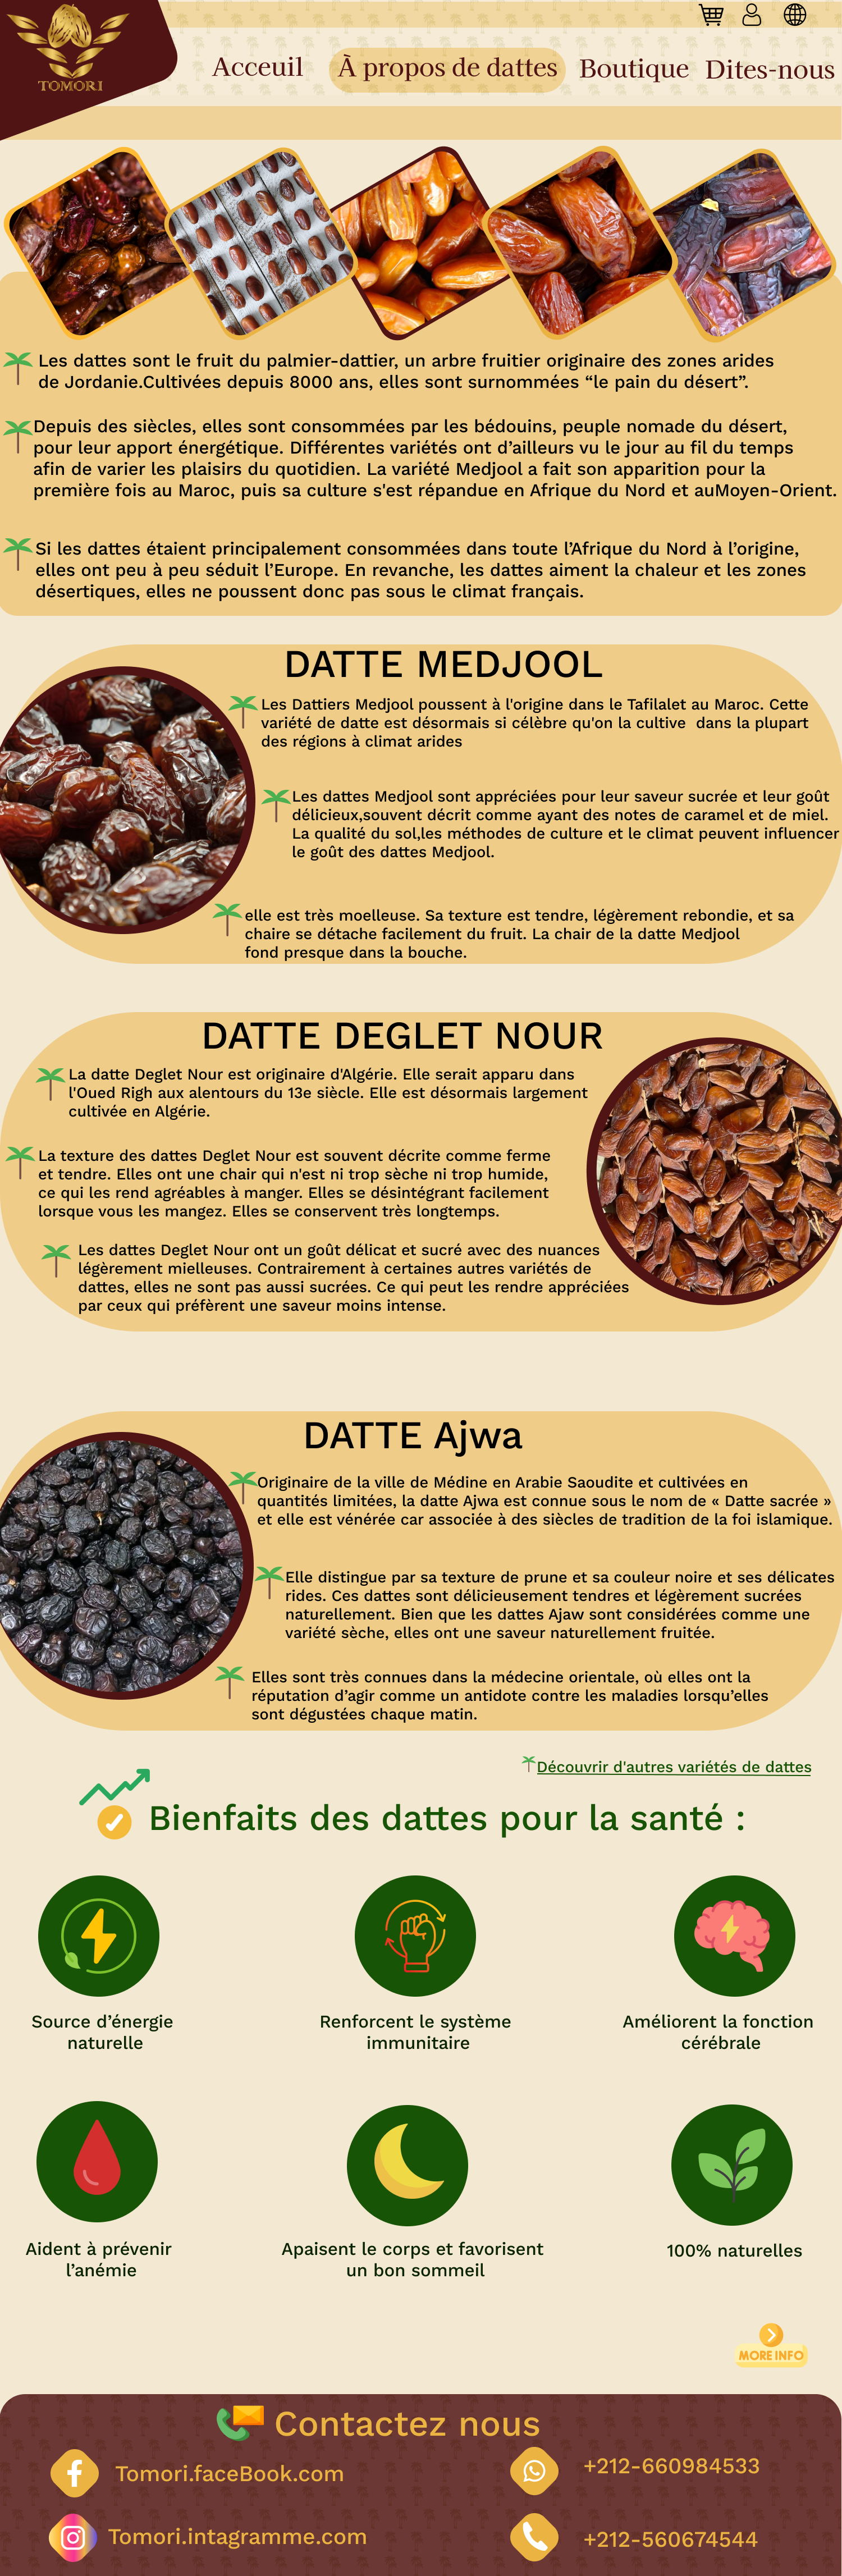 TOMORI
Acceuil
À propos de dattes
Boutique
Dites-nous
Les dattes sont le fruit du palmier-dattier, un arbre fruitier originaire des zones arides
de Jordanie.Cultivées depuis 8000 ans, elles sont surnommées “le pain du désert”.
Depuis des siècles, elles sont consommées par les bédouins, peuple nomade du désert,
pour leur apport énergétique. Différentes variétés ont d’ailleurs vu le jour au fil du temps
afin de varier les plaisirs du quotidien. La variété Medjool a fait son apparition pour la
première fois au Maroc, puis sa culture s'est répandue en Afrique du Nord et auMoyen-Orient.
Si les dattes étaient principalement consommées dans toute l’Afrique du Nord à l’origine,
elles ont peu à peu séduit l’Europe. En revanche, les dattes aiment la chaleur et les zones
désertiques, elles ne poussent donc pas sous le climat français.
DATTE MEDJOOL
Les Dattiers Medjool poussent à l'origine dans le Tafilalet au Maroc. Cette
variété de datte est désormais si célèbre qu'on la cultive  dans la plupart
des régions à climat arides
Les dattes Medjool sont appréciées pour leur saveur sucrée et leur goût
délicieux,souvent décrit comme ayant des notes de caramel et de miel.
La qualité du sol,les méthodes de culture et le climat peuvent influencer
le goût des dattes Medjool.
elle est très moelleuse. Sa texture est tendre, légèrement rebondie, et sa
chaire se détache facilement du fruit. La chair de la datte Medjool
fond presque dans la bouche.
DATTE DEGLET NOUR
La datte Deglet Nour est originaire d'Algérie. Elle serait apparu dans
l'Oued Righ aux alentours du 13e siècle. Elle est désormais largement
cultivée en Algérie.
La texture des dattes Deglet Nour est souvent décrite comme ferme
et tendre. Elles ont une chair qui n'est ni trop sèche ni trop humide,
ce qui les rend agréables à manger. Elles se désintégrant facilement
lorsque vous les mangez. Elles se conservent très longtemps.
Les dattes Deglet Nour ont un goût délicat et sucré avec des nuances
légèrement mielleuses. Contrairement à certaines autres variétés de
dattes, elles ne sont pas aussi sucrées. Ce qui peut les rendre appréciées
par ceux qui préfèrent une saveur moins intense.
DATTE Ajwa
Originaire de la ville de Médine en Arabie Saoudite et cultivées en
quantités limitées, la datte Ajwa est connue sous le nom de « Datte sacrée »
et elle est vénérée car associée à des siècles de tradition de la foi islamique.
Elle distingue par sa texture de prune et sa couleur noire et ses délicates
rides. Ces dattes sont délicieusement tendres et légèrement sucrées
naturellement. Bien que les dattes Ajaw sont considérées comme une
variété sèche, elles ont une saveur naturellement fruitée.
Elles sont très connues dans la médecine orientale, où elles ont la
réputation d’agir comme un antidote contre les maladies lorsqu’elles
sont dégustées chaque matin.
Découvrir d'autres variétés de dattes
Bienfaits des dattes pour la santé :
Source d’énergie
naturelle
Renforcent le système
immunitaire
Améliorent la fonction
cérébrale
Aident à prévenir
l’anémie
Apaisent le corps et favorisent
un bon sommeil
100% naturelles
MORE INFO
Contactez nous
Tomori.faceBook.com
+212-660984533
Tomori.intagramme.com
+212-560674544